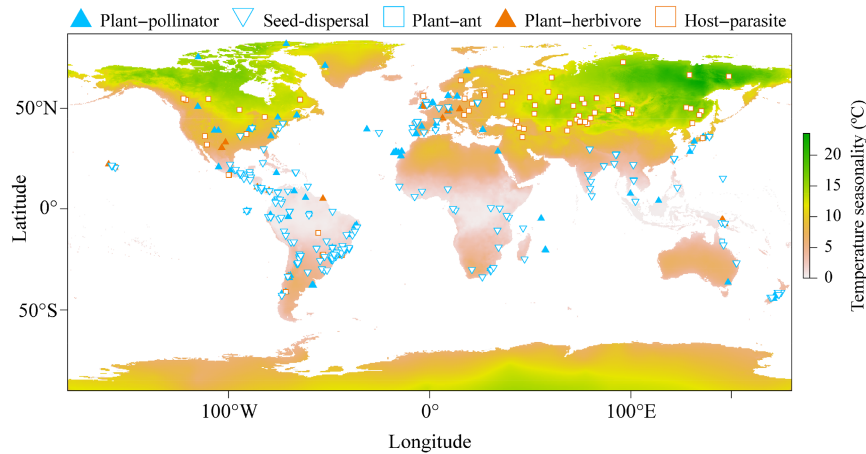 Plant−pollinator Seed−dispersal Plant−ant Plant−herbivore Host−parasite
50°N
0°
50°S
Latitude
100°W 0° 100°E
Longitude
20
15
10
5
0
Temperature seasonality (°C)